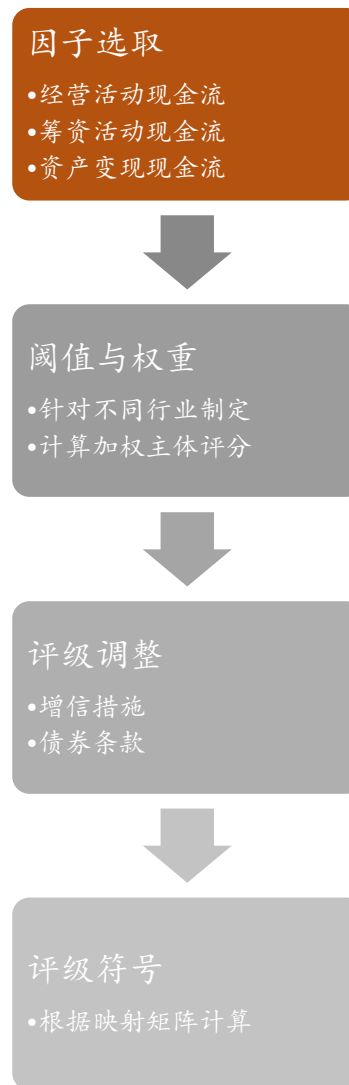 因子选取
•经营活动现金流
•筹资活动现金流
•资产变现现金流
阈值与权重
•针对不同行业制定
•计算加权主体评分
评级调整
•增信措施
•债券条款
评级符号
•根据映射矩阵计算